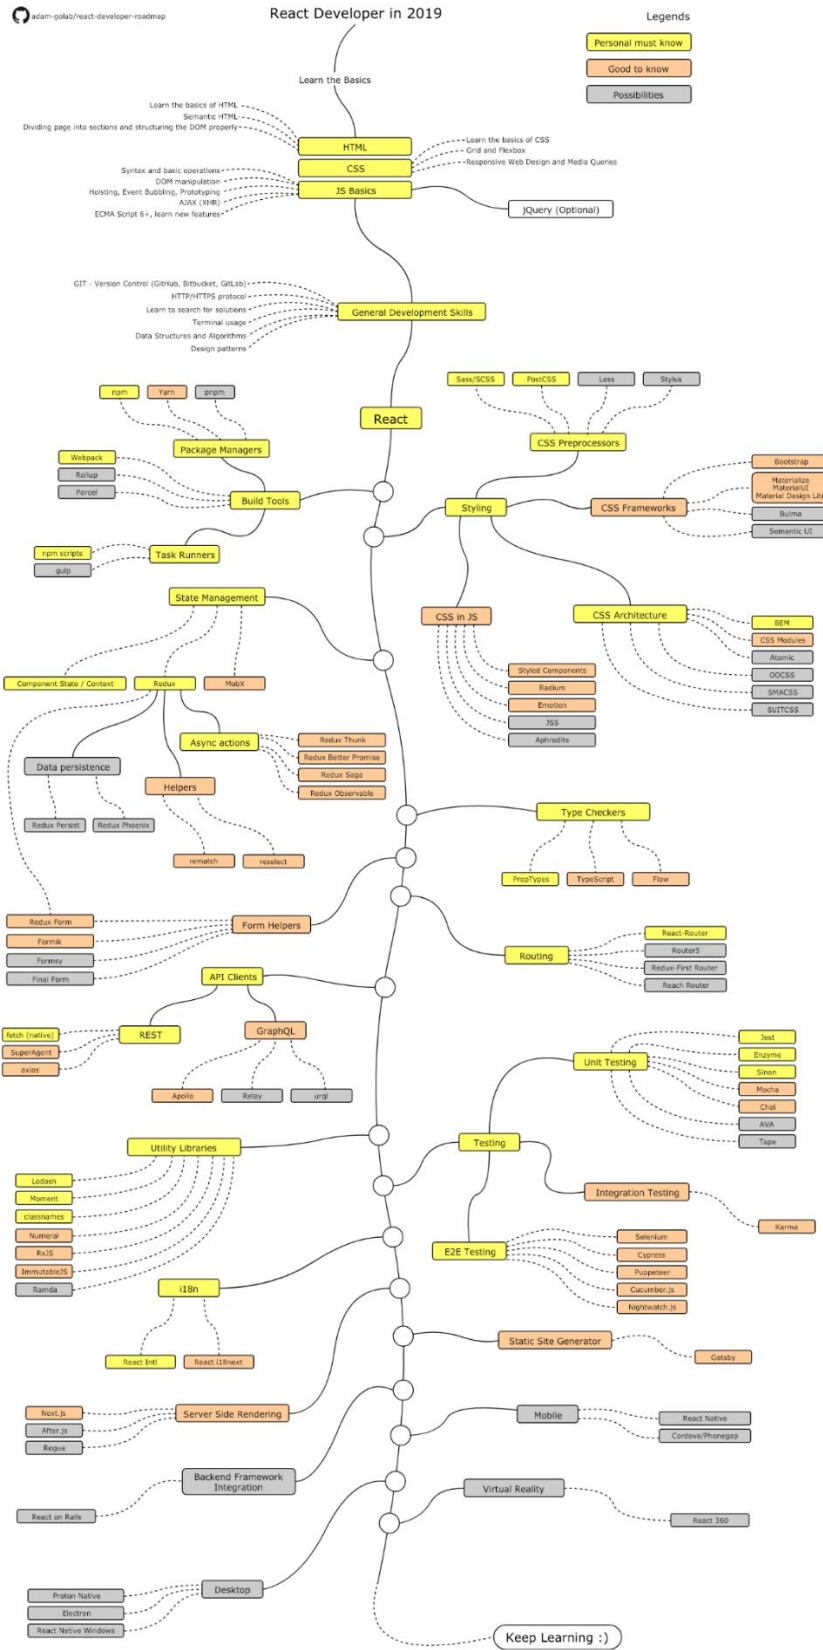 adam-golab/react-developer-roadmap
React Developer in 2019
Legends
Personal must know
Good to know
Possibilities
Learn the Basics
Learn the basics of HTML
Semantic HTML
Dividing page into sections and structuring the DOM properly
HTML
Learn the basics of CSS
Grid and Flexbox
Responsive Web Design and Media Queries
CSS
Syntax and basic operations
DOM manipulation
Hoisting, Event Bubbling, Prototyping
AJAX (XHR)
ECMA Script 6+, learn new features
JS Basics
jQuery (Optional)
GIT - Version Control (GitHub, Bitbucket, GitLab)
HTTP/HTTPS protocol
Learn to search for solutions
Terminal usage
Data Structures and Algorithms
Design patterns
General Development Skills
React
npm
Yarn
pnpm
Package Managers
Webpack
Rollup
Parcel
Build Tools
npm scripts
gulp
Task Runners
Sass/SCSS
PostCSS
Less
Stylus
CSS Preprocessors
Styling
CSS Frameworks
Bootstrap
Materialize
MaterialUI
Material Design Lite
Bulma
Semantic UI
CSS in JS
Styled Components
Radium
Emotion
JSS
Aphrodite
CSS Architecture
BEM
CSS Modules
Atomic
OOCSS
SMACSS
SUITCSS
State Management
Component State / Context
Redux
MobX
Async actions
Redux Thunk
Redux Better Promise
Redux Saga
Redux Observable
Data persistence
Redux Persist
Redux Phoenix
Helpers
rematch
reselect
Type Checkers
PropTypes
TypeScript
Flow
Form Helpers
Redux Form
Formik
Formsy
Final Form
Routing
React-Router
Router5
Redux-First Router
Reach Router
API Clients
REST
fetch (native)
SuperAgent
axios
GraphQL
Apollo
Relay
urql
Utility Libraries
Lodash
Moment
classnames
Numeral
RxJS
ImmutableJS
Ramda
Testing
Unit Testing
Jest
Enzyme
Sinon
Mocha
Chai
AVA
Tape
Integration Testing
Karma
E2E Testing
Selenium
Cypress
Puppeteer
Cucumber.js
Nightwatch.js
i18n
React Intl
React i18next
Static Site Generator
Gatsby
Server Side Rendering
Next.js
After.js
Rogue
Mobile
React Native
Cordova/Phonegap
Backend Framework
Integration
React on Rails
Virtual Reality
React 360
Desktop
Proton Native
Electron
React Native Windows
Keep Learning :)